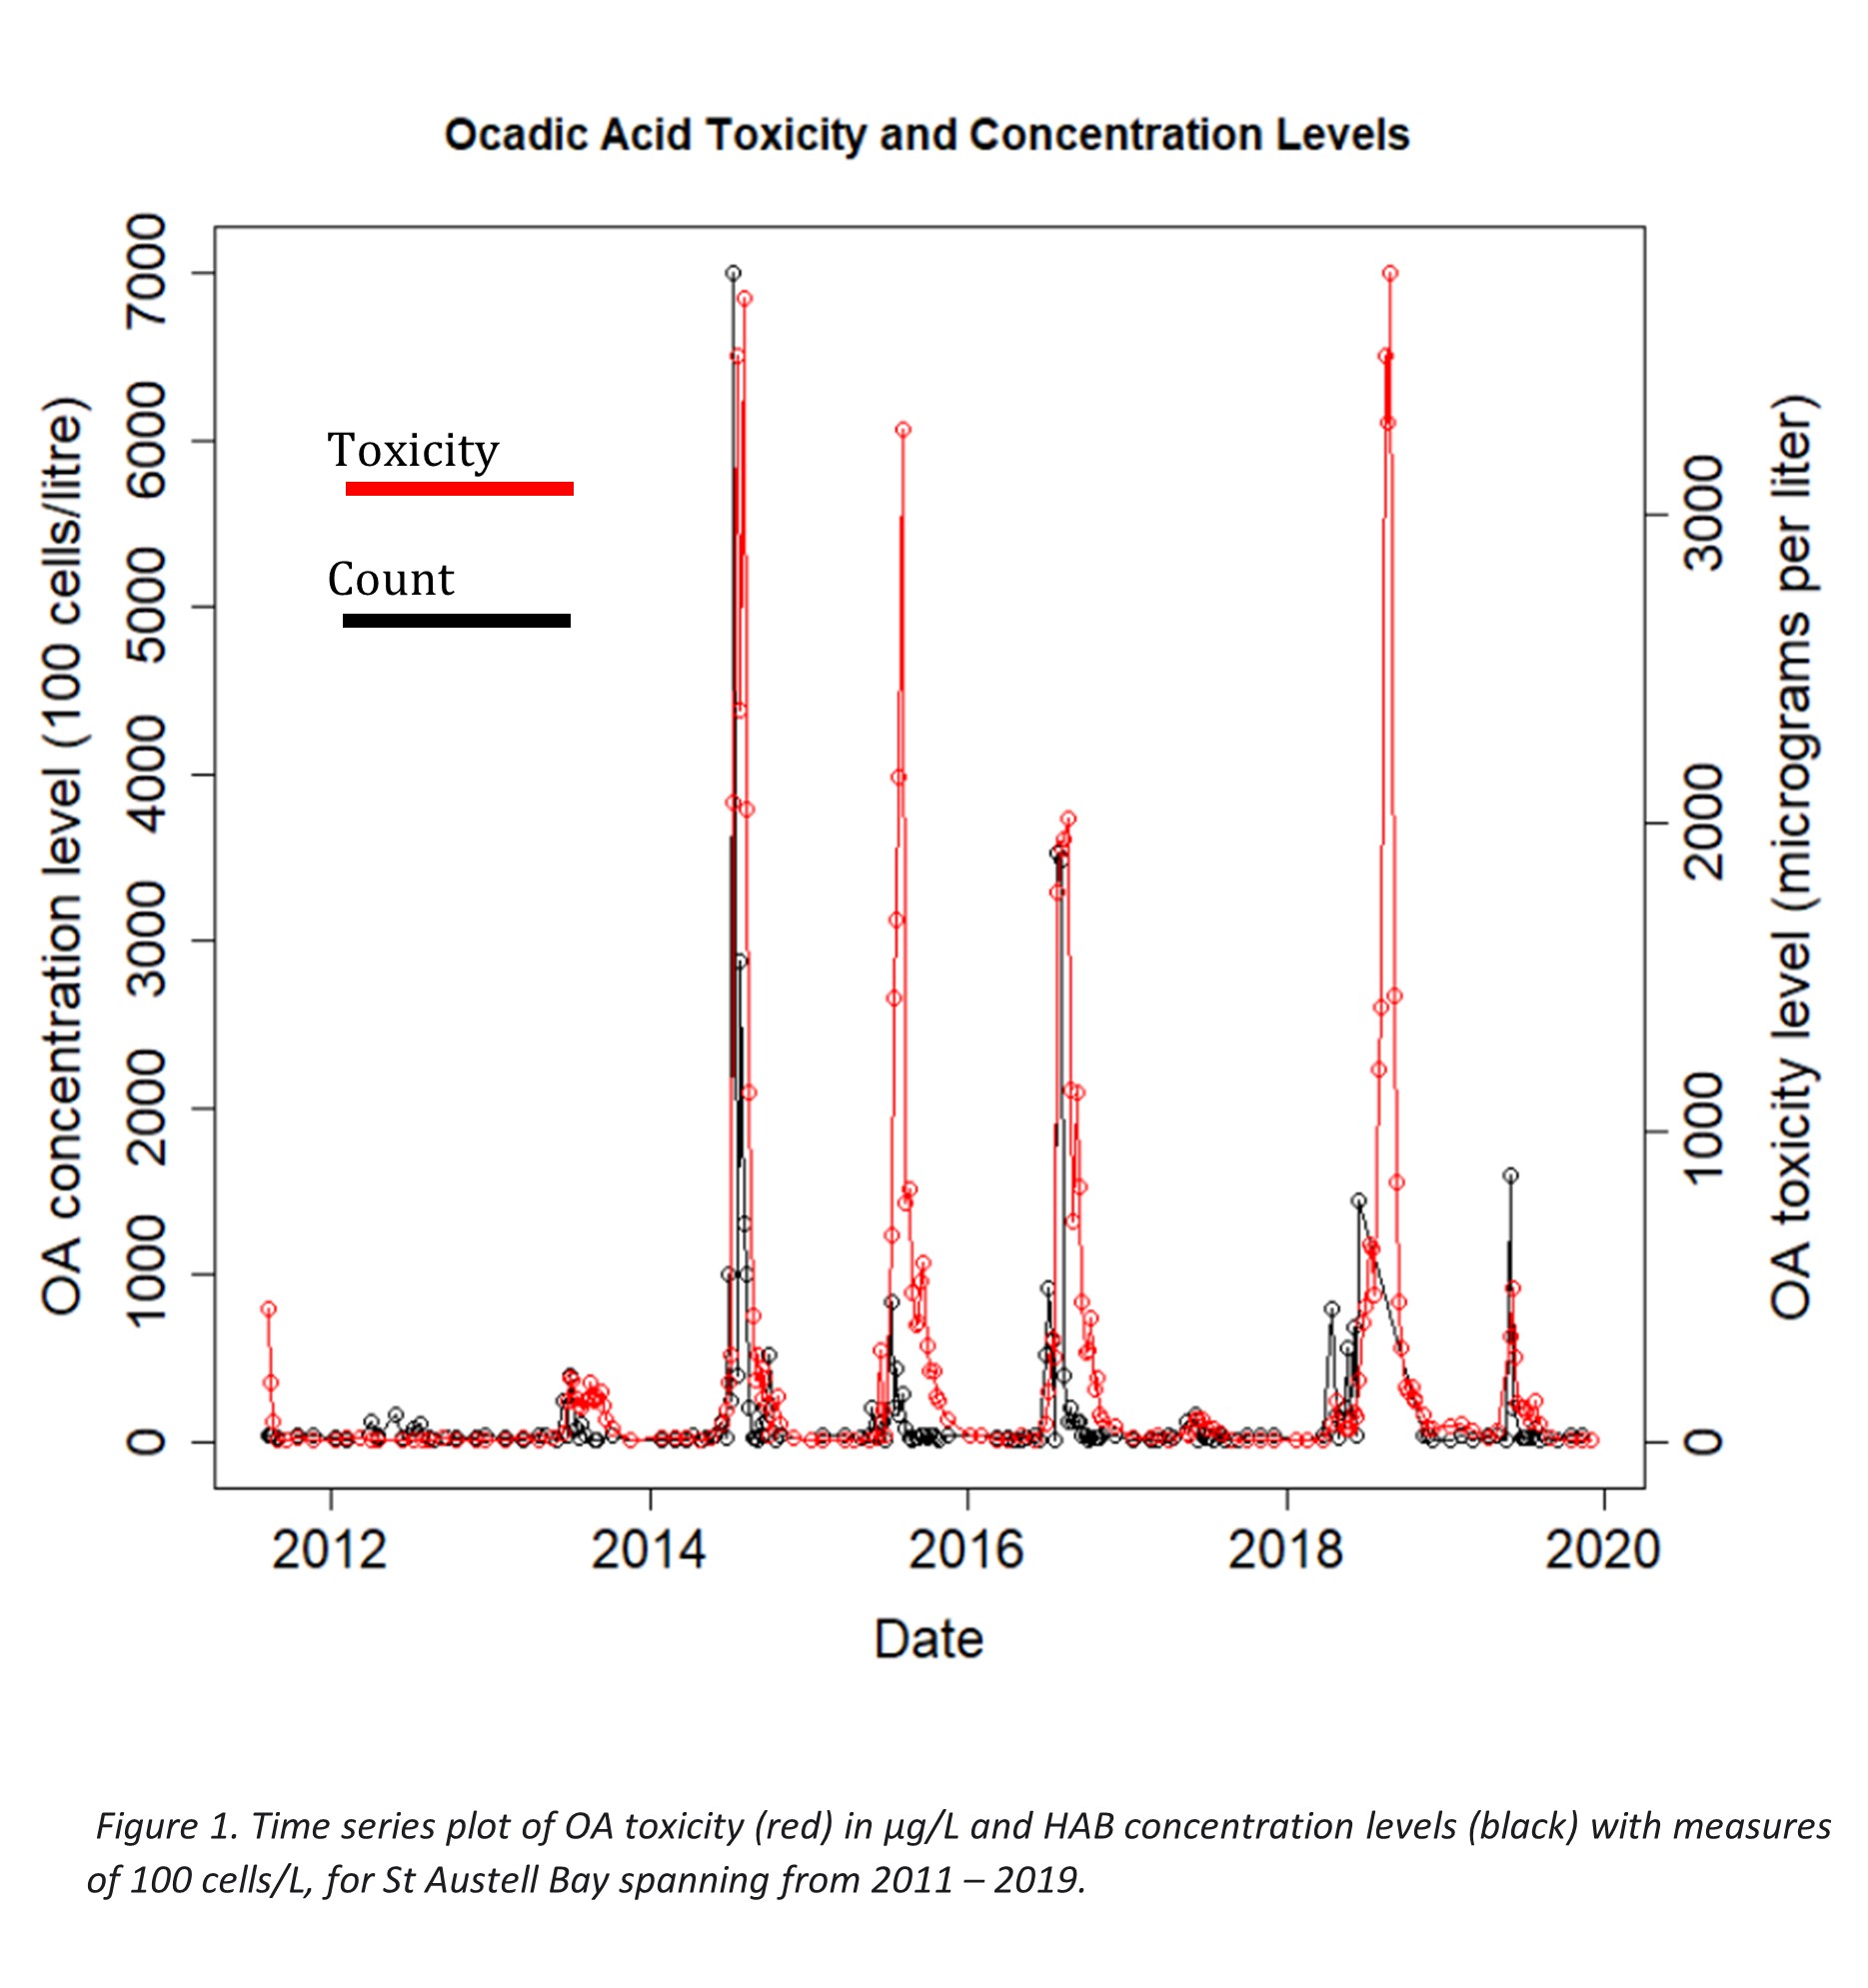 Ocadic Acid Toxicity and Concentration Levels
OA concentration level (100 cells/litre)
7000
6000
5000
4000
3000
2000
1000
0
Toxicity
Count
3000
2000
1000
0
OA toxicity level (micrograms per liter)
2012 2014 2016 2018 2020
Date
Figure 1. Time series plot of OA toxicity (red) in µg/L and HAB concentration levels (black) with measures
of 100 cells/L, for St Austell Bay spanning from 2011 – 2019.